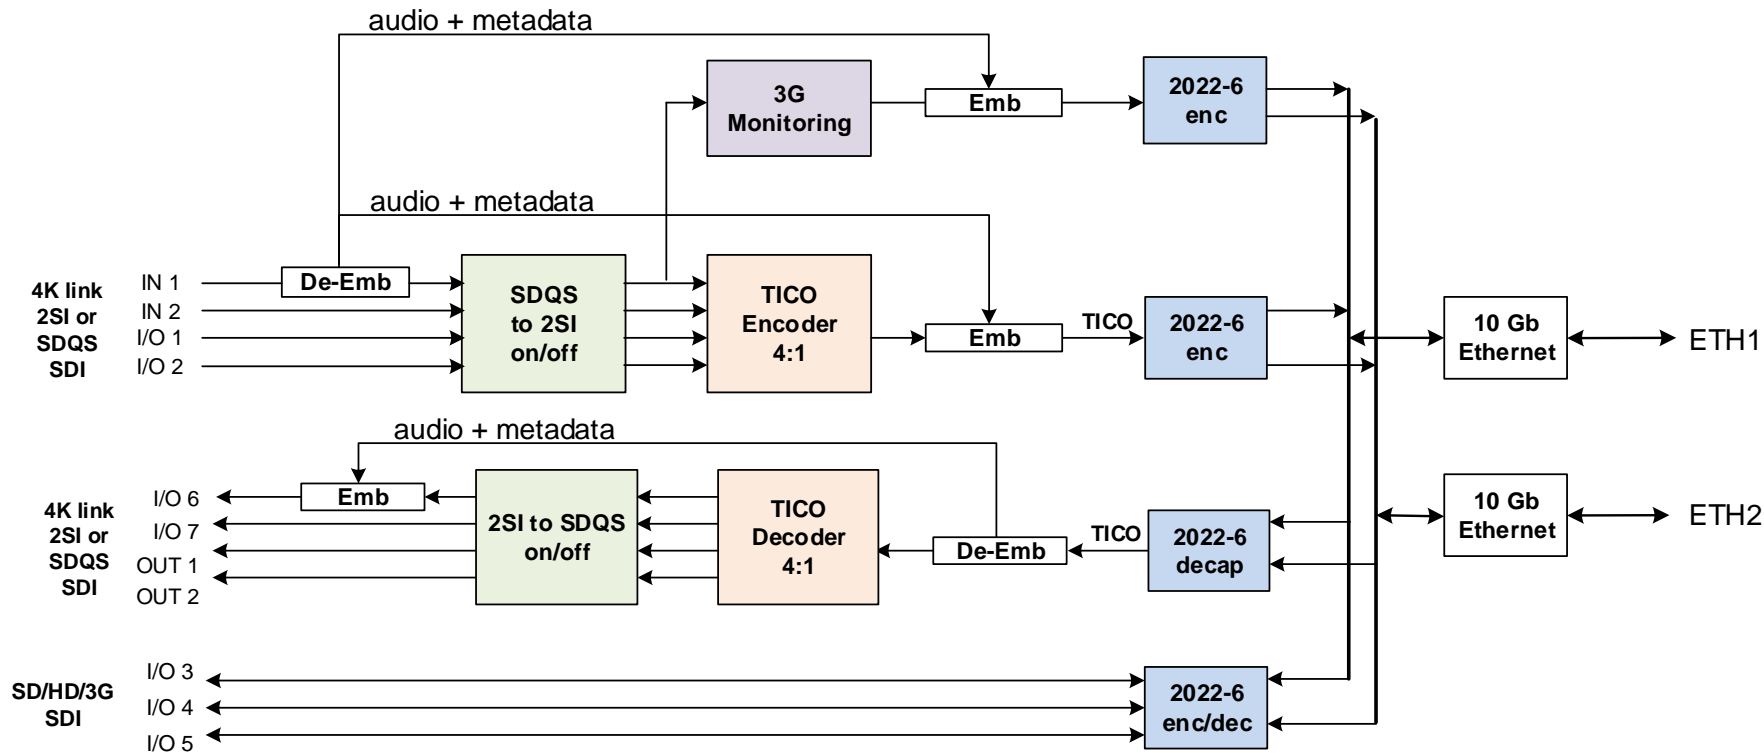 audio + metadata
3G
Monitoring
Emb
2022-6
enc
audio + metadata
4K link
2SI or
SDQS
SDI
IN 1
IN 2
I/O 1
I/O 2
De-Emb
SDQS
to 2SI
on/off
TICO
Encoder
4:1
Emb
TICO
2022-6
enc
10 Gb
Ethernet
ETH1
audio + metadata
4K link
2SI or
SDQS
SDI
I/O 6
I/O 7
OUT 1
OUT 2
Emb
2SI to SDQS
on/off
TICO
Decoder
4:1
De-Emb
TICO
2022-6
decap
10 Gb
Ethernet
ETH2
SD/HD/3G
SDI
I/O 3
I/O 4
I/O 5
2022-6
enc/dec